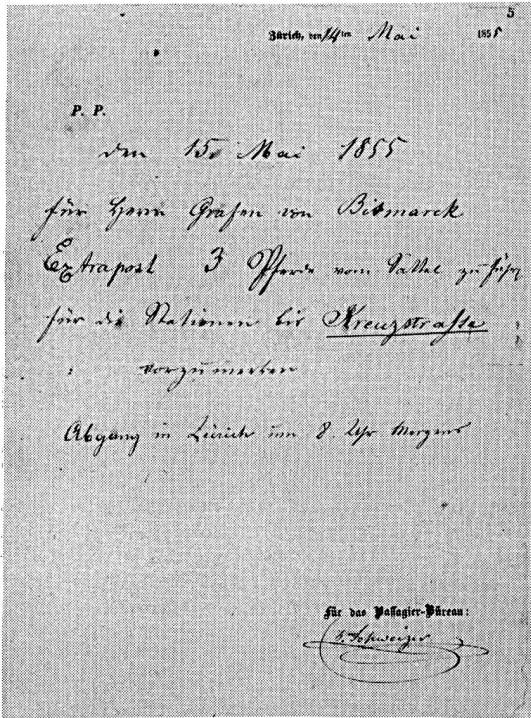 5
Zürich, den 14ten Mai 1855
P. P.
den 15. Mai 1855
für Herrn Grafen von Bismarck
Extrapost 3 Pferde vom Sattel zu führen
für die Stationen bis Kreuzstrasse
vorzumerken
Abgang in Zürich um 8. Uhr Morgens
Für das Passagier-Büreau:
Schweizer